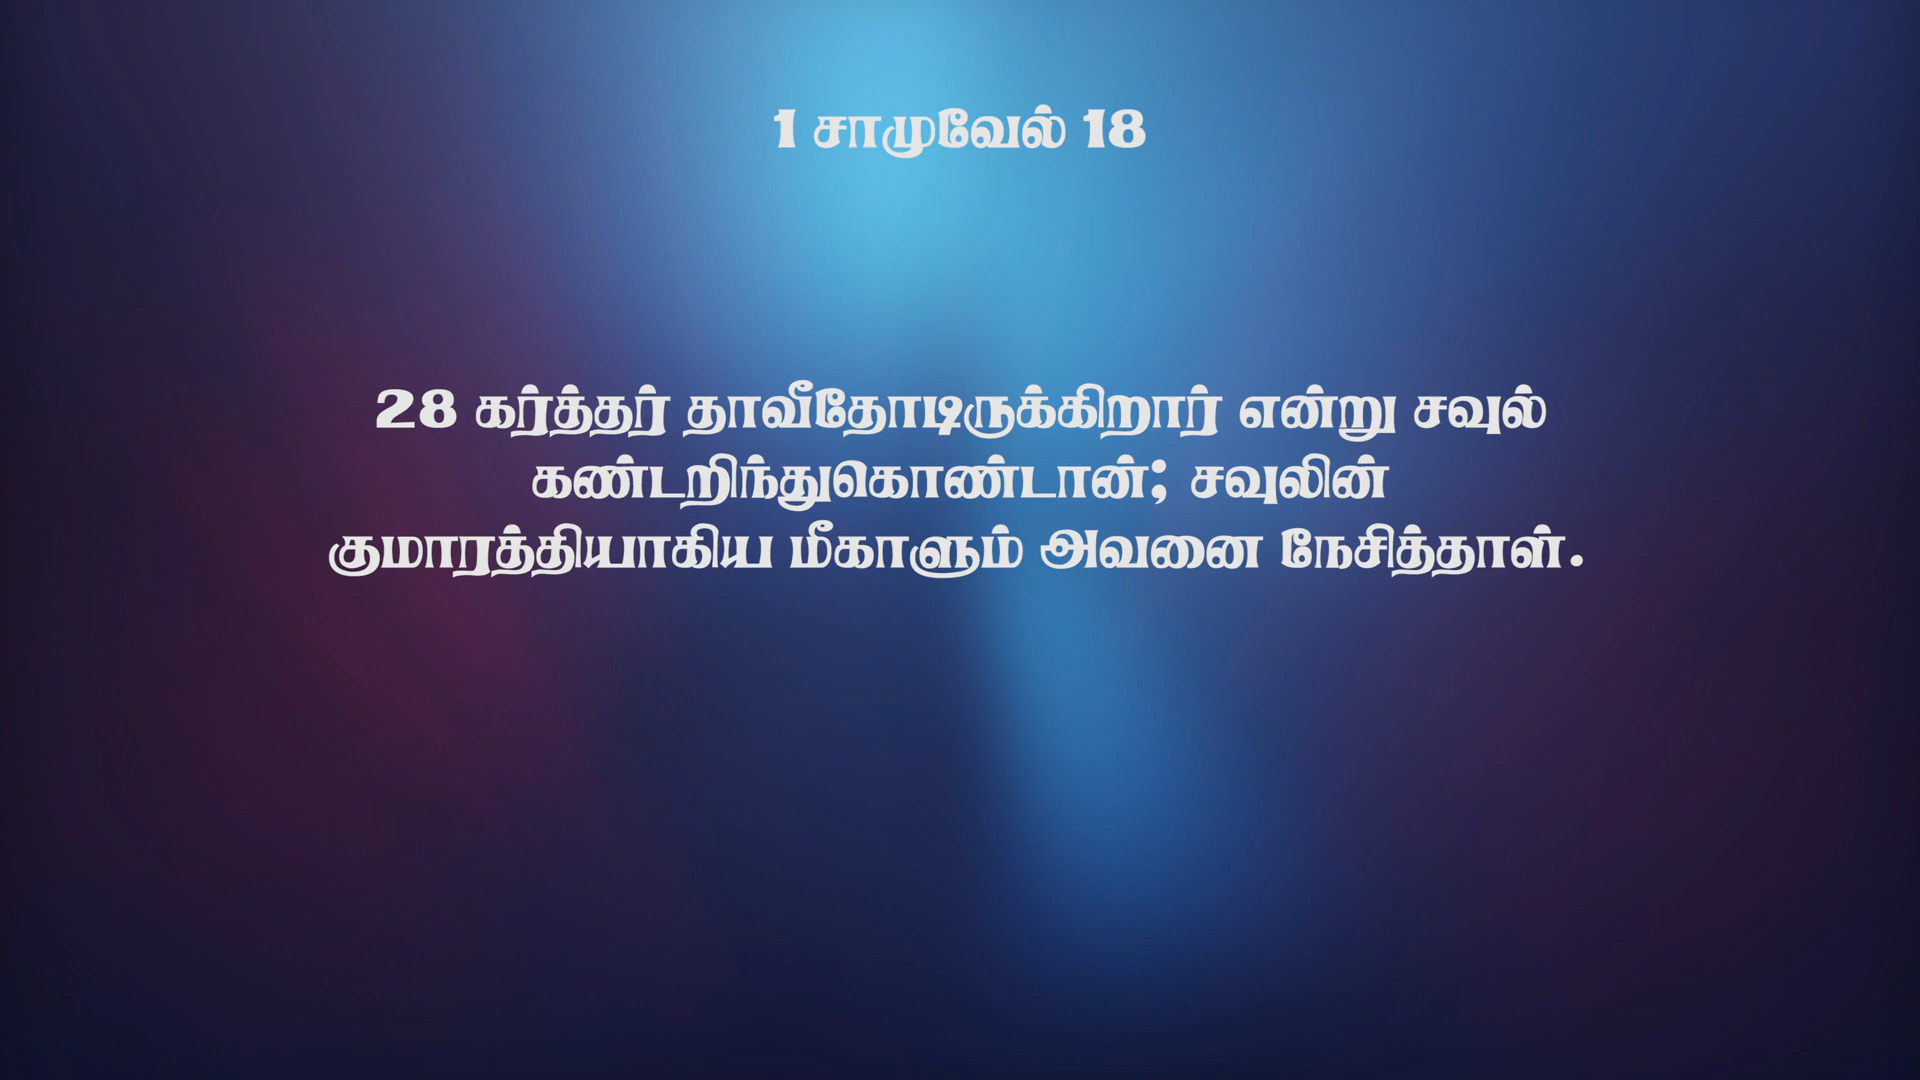 1 சாமுவேல் 18
28 கர்த்தர் தாவீதோடிருக்கிறார் என்று சவுல்
கண்டறிந்துகொண்டான்; சவுலின்
குமாரத்தியாகிய மீகாளும் அவனை நேசித்தாள்.